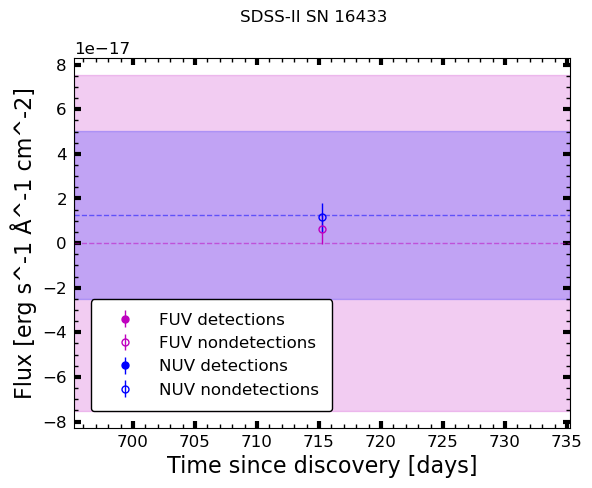 SDSS-II SN 16433
1e−17
8
6
4
2
0
−2
−4
−6
−8
Flux [erg s^-1 Å^-1 cm^-2]
FUV detections
FUV nondetections
NUV detections
NUV nondetections
700 705 710 715 720 725 730 735
Time since discovery [days]